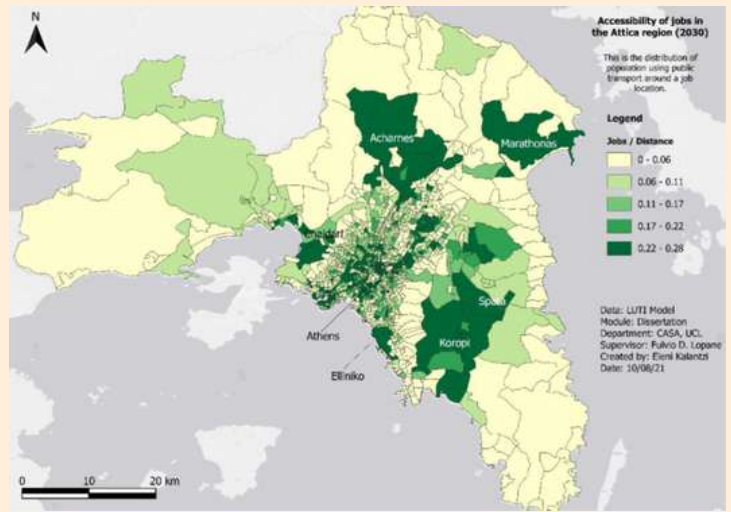 N
Accessibility of jobs in
the Attica region (2030)
This is the distribution of
population using public
transport around a job
location.
Legend
Jobs / Distance
0 - 0.06
0.06 - 0.11
0.11 - 0.17
0.17 - 0.22
0.22 - 0.28
Acharnes
Marathonas
Spata
Koropi
Athens
Elliniko
Data: LUTI Model
Module: Dissertation
Department: CASA, UCL
Supervisor: Fulvio D. Lopane
Created by: Eleni Kalantzi
Date: 10/08/21
0 10 20 km